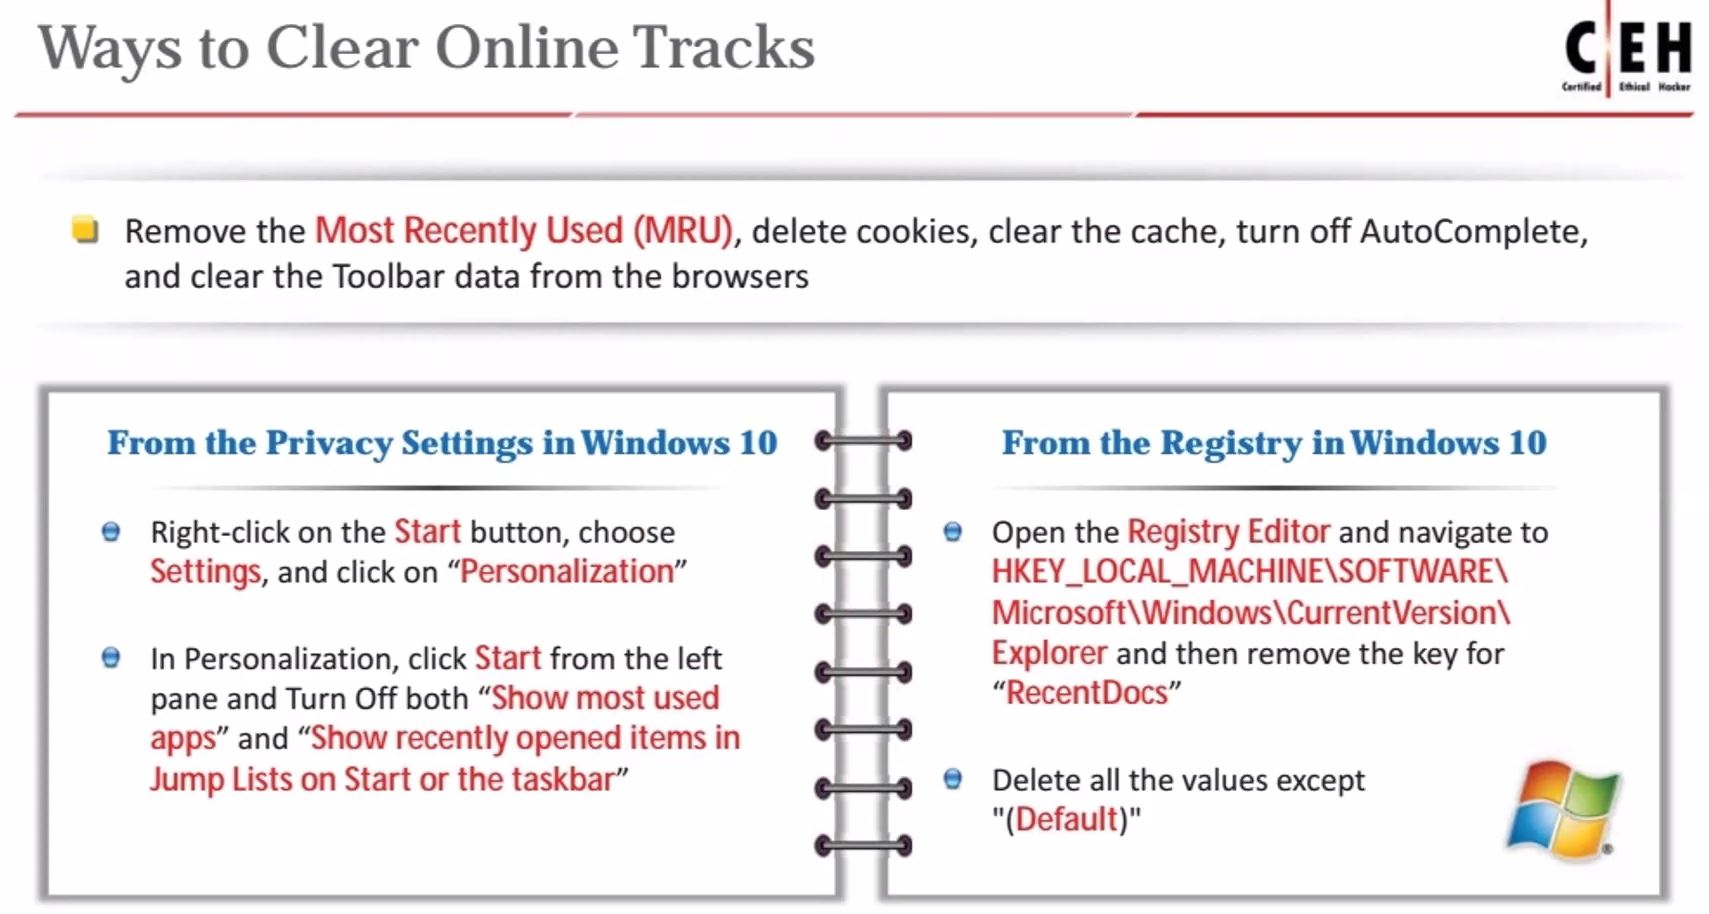 Ways to Clear Online Tracks
C|EH
Certified Ethical Hacker
Remove the Most Recently Used (MRU), delete cookies, clear the cache, turn off AutoComplete,
and clear the Toolbar data from the browsers
From the Privacy Settings in Windows 10
Right-click on the Start button, choose
Settings, and click on “Personalization”
In Personalization, click Start from the left
pane and Turn Off both “Show most used
apps” and “Show recently opened items in
Jump Lists on Start or the taskbar”
From the Registry in Windows 10
Open the Registry Editor and navigate to
HKEY_LOCAL_MACHINE\SOFTWARE\
Microsoft\Windows\CurrentVersion\
Explorer and then remove the key for
“RecentDocs”
Delete all the values except
"(Default)"
®